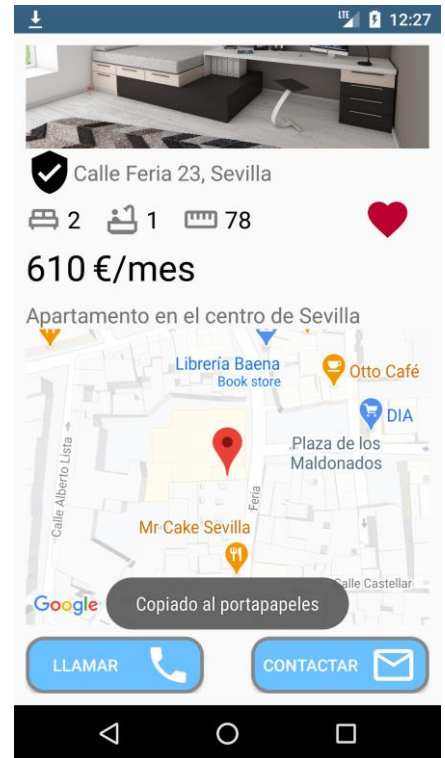 LTE 12:27
Calle Feria 23, Sevilla
2 1 78
610 €/mes
Apartamento en el centro de Sevilla
Librería Baena
Book store
Otto Café
DIA
Plaza de los
Maldonados
Calle Alberto Lista
Feria
Mr Cake Sevilla
Calle Castellar
Google
Copiado al portapapeles
LLAMAR
CONTACTAR